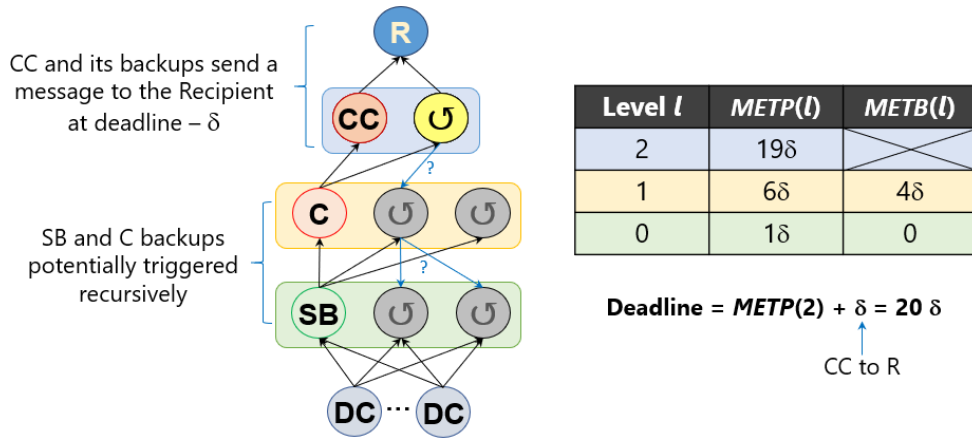 R
CC and its backups send a
message to the Recipient
at deadline – δ
CC ↺
?
C ↺ ↺
SB and C backups
potentially triggered
recursively
?
SB ↺ ↺
DC ··· DC
Level l METP(l) METB(l)
2 19δ
1 6δ 4δ
0 1δ 0
Deadline = METP(2) + δ = 20 δ
CC to R